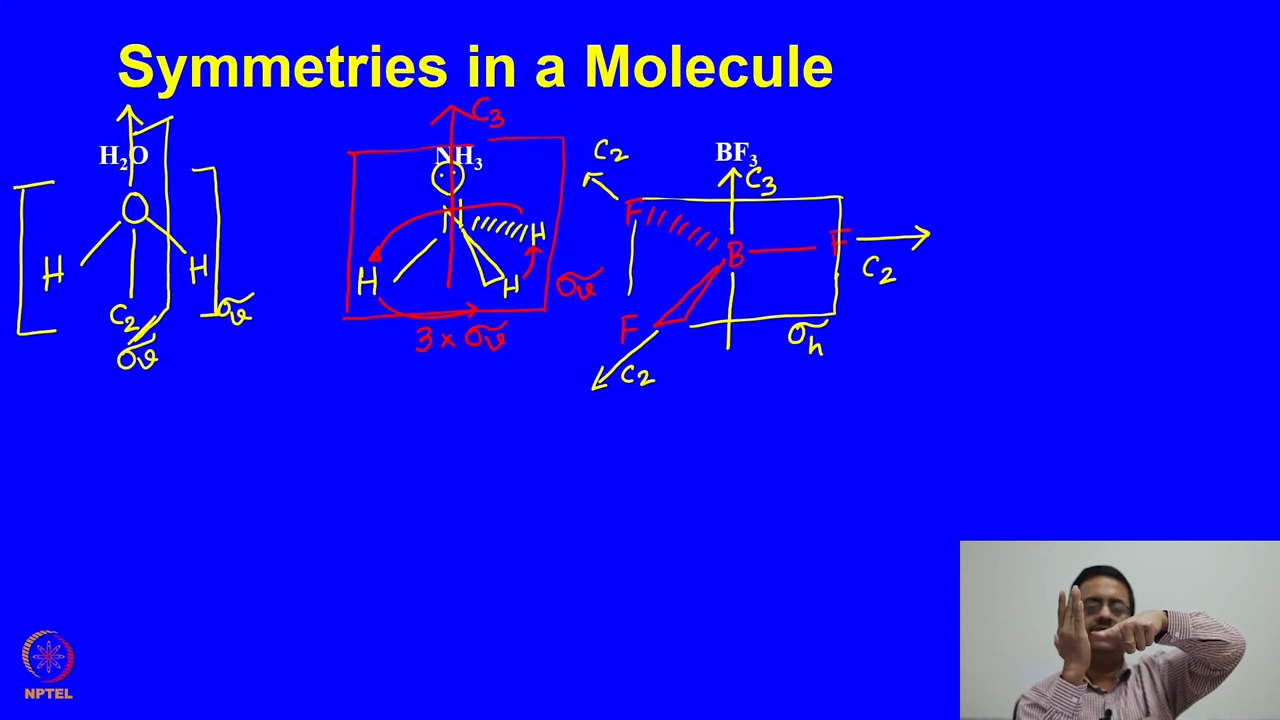 Symmetries in a Molecule
H₂O
O
H H
C₂
σᵥ
σᵥ
NH₃
C₃
N
H H H
σᵥ
3 × σᵥ
BF₃
C₃
C₂
F
B F
C₂
F
C₂
σₕ
NPTEL